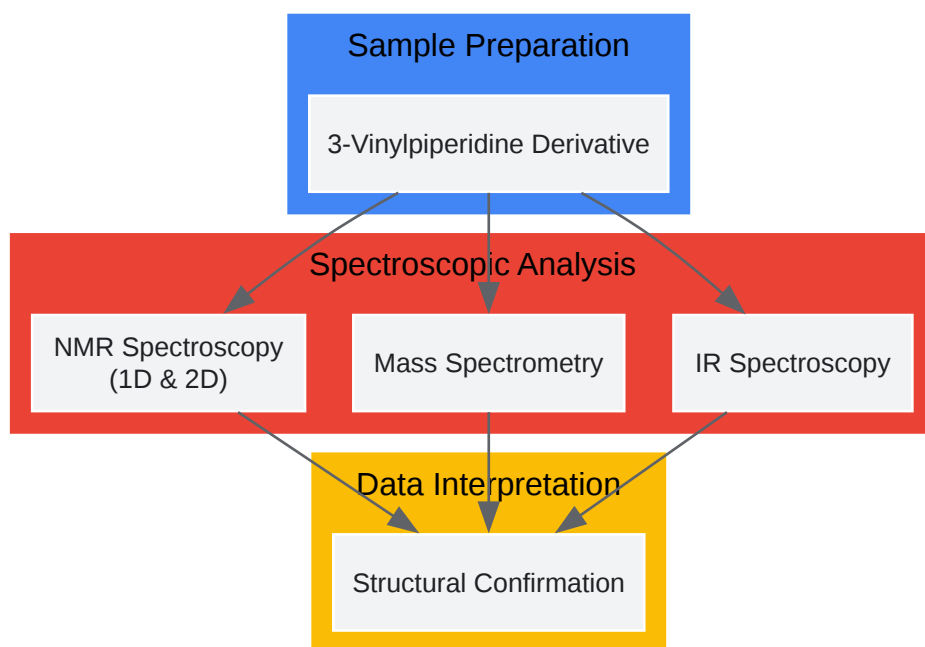 Sample Preparation
3-Vinylpiperidine Derivative
Spectroscopic Analysis
NMR Spectroscopy
(1D & 2D)
Mass Spectrometry
IR Spectroscopy
Data Interpretation
Structural Confirmation